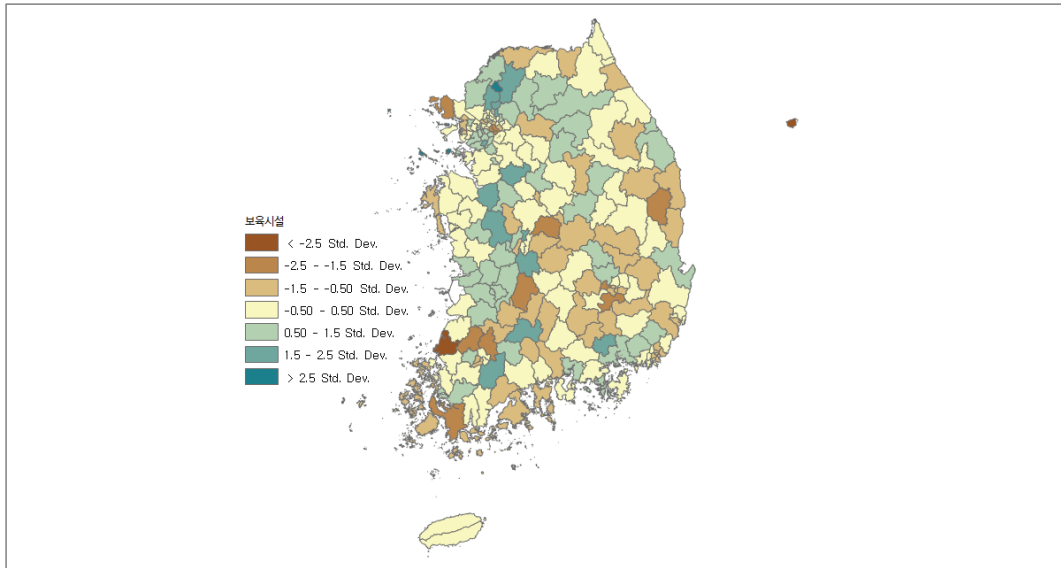 보육시설
< -2.5 Std. Dev.
-2.5 - -1.5 Std. Dev.
-1.5 - -0.50 Std. Dev.
-0.50 - 0.50 Std. Dev.
0.50 - 1.5 Std. Dev.
1.5 - 2.5 Std. Dev.
> 2.5 Std. Dev.